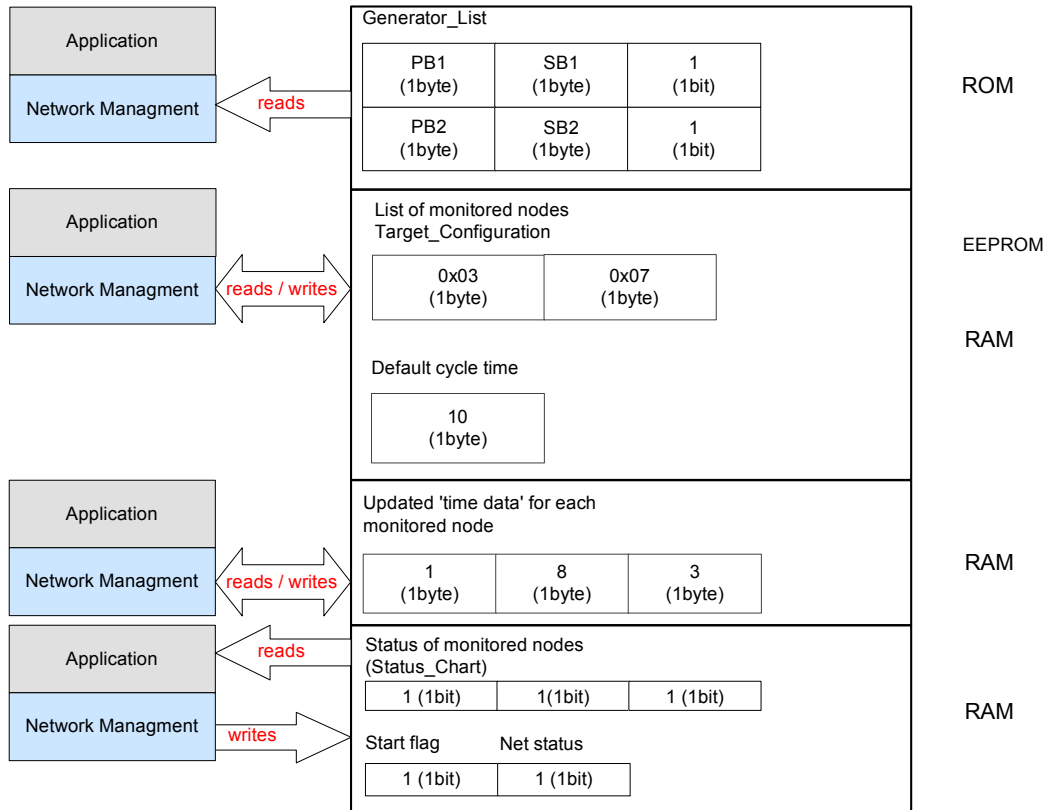 Generator_List
Application
Network Managment
reads
PB1
(1byte)
SB1
(1byte)
1
(1bit)
PB2
(1byte)
SB2
(1byte)
1
(1bit)
ROM
Application
Network Managment
reads / writes
List of monitored nodes
Target_Configuration
0x03
(1byte)
0x07
(1byte)
Default cycle time
10
(1byte)
EEPROM
RAM
Application
Network Managment
reads / writes
Updated 'time data' for each
monitored node
1
(1byte)
8
(1byte)
3
(1byte)
RAM
Application
Network Managment
reads
writes
Status of monitored nodes
(Status_Chart)
1 (1bit)
1(1bit)
1 (1bit)
Start flag
Net status
1 (1bit)
1 (1bit)
RAM